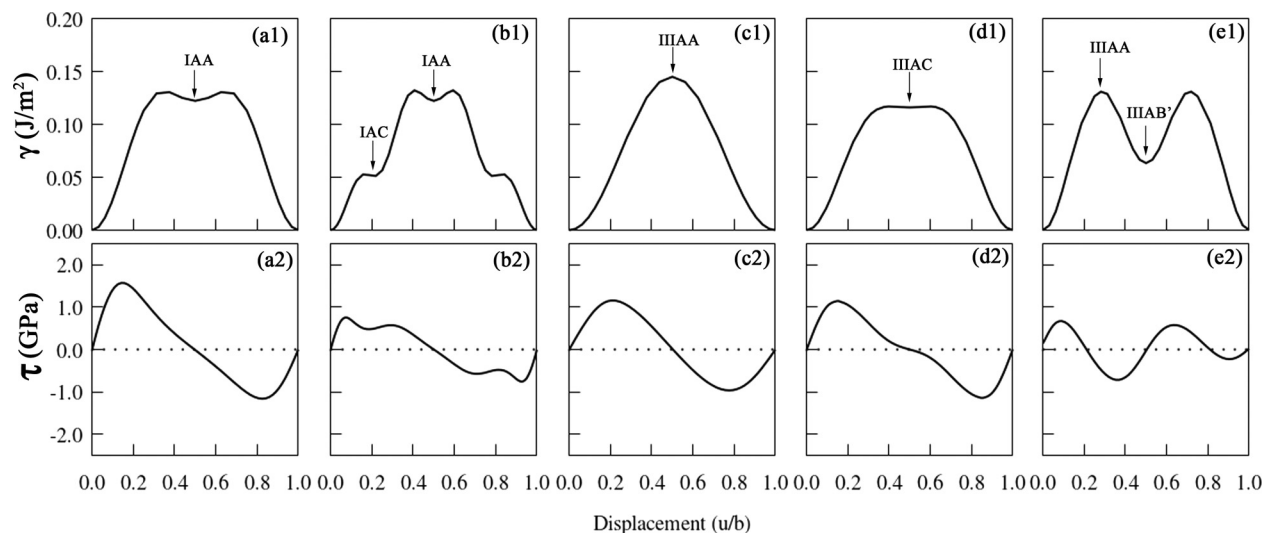 (a1) (b1) (c1) (d1) (e1)
IAA IAC IAA IIIAA IIIAC IIIAA IIIAB’
γ (J/m²)
0.20
0.15
0.10
0.05
0.00
(a2) (b2) (c2) (d2) (e2)
τ (GPa)
2.0
1.0
0.0
-1.0
-2.0
0.0 0.2 0.4 0.6 0.8 1.0 0.2 0.4 0.6 0.8 1.0 0.2 0.4 0.6 0.8 1.0 0.0 0.2 0.4 0.6 0.8 1.0 0.0 0.2 0.4 0.6 0.8 1.0
Displacement (u/b)